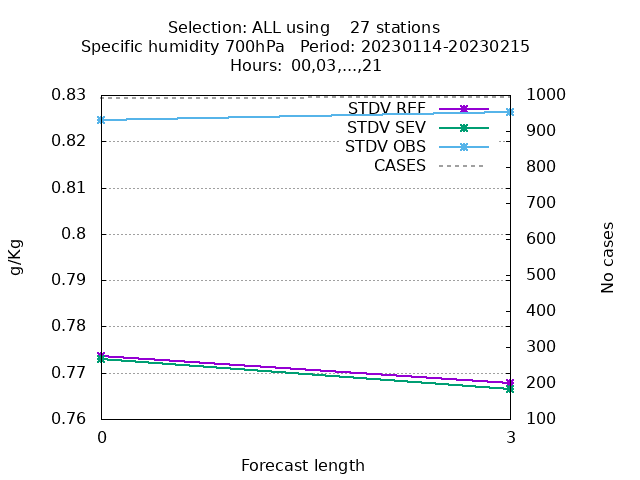 Selection: ALL using    27 stations
Specific humidity 700hPa   Period: 20230114-20230215
Hours:  00,03,...,21
STDV REF
STDV SEV
STDV OBS
CASES
0.83
0.82
0.81
0.8
0.79
0.78
0.77
0.76
1000
900
800
700
600
500
400
300
200
100
g/Kg
No cases
0
3
Forecast length